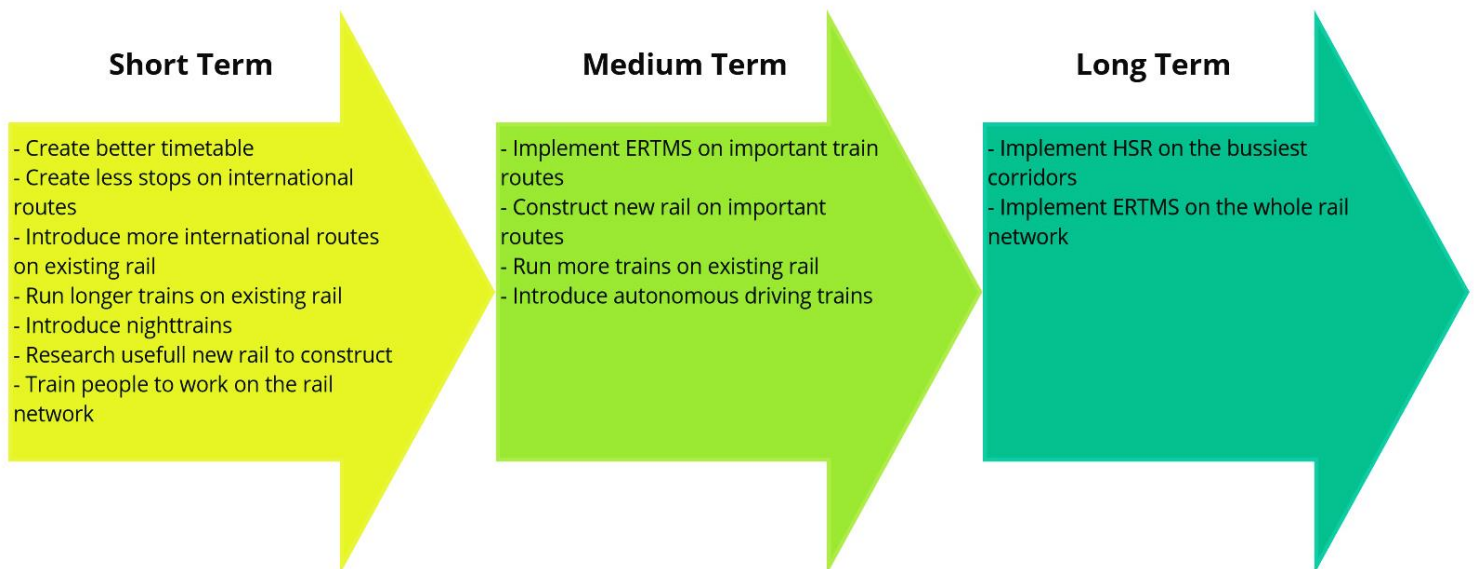 Short Term
- Create better timetable
- Create less stops on international
routes
- Introduce more international routes
on existing rail
- Run longer trains on existing rail
- Introduce nighttrains
- Research usefull new rail to construct
- Train people to work on the rail
network
Medium Term
- Implement ERTMS on important train
routes
- Construct new rail on important
routes
- Run more trains on existing rail
- Introduce autonomous driving trains
Long Term
- Implement HSR on the bussiest
corridors
- Implement ERTMS on the whole rail
network